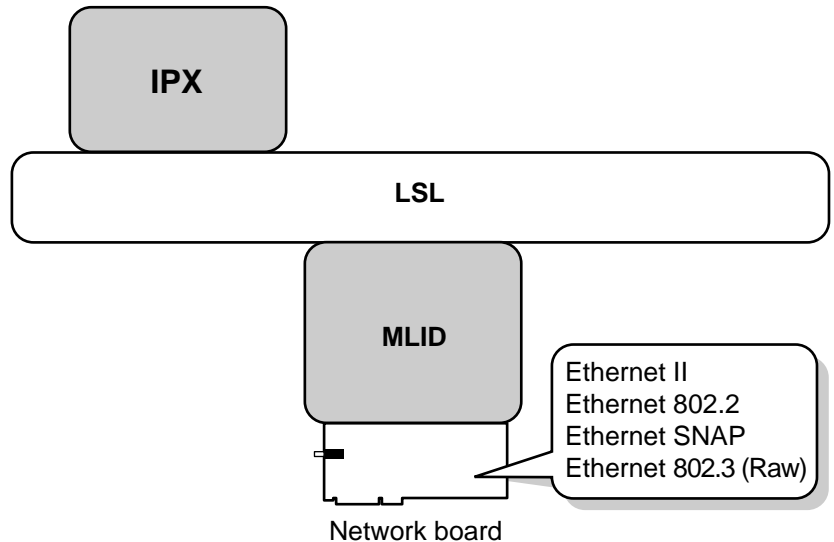 IPX
LSL
MLID
Ethernet II
Ethernet 802.2
Ethernet SNAP
Ethernet 802.3 (Raw)
Network board